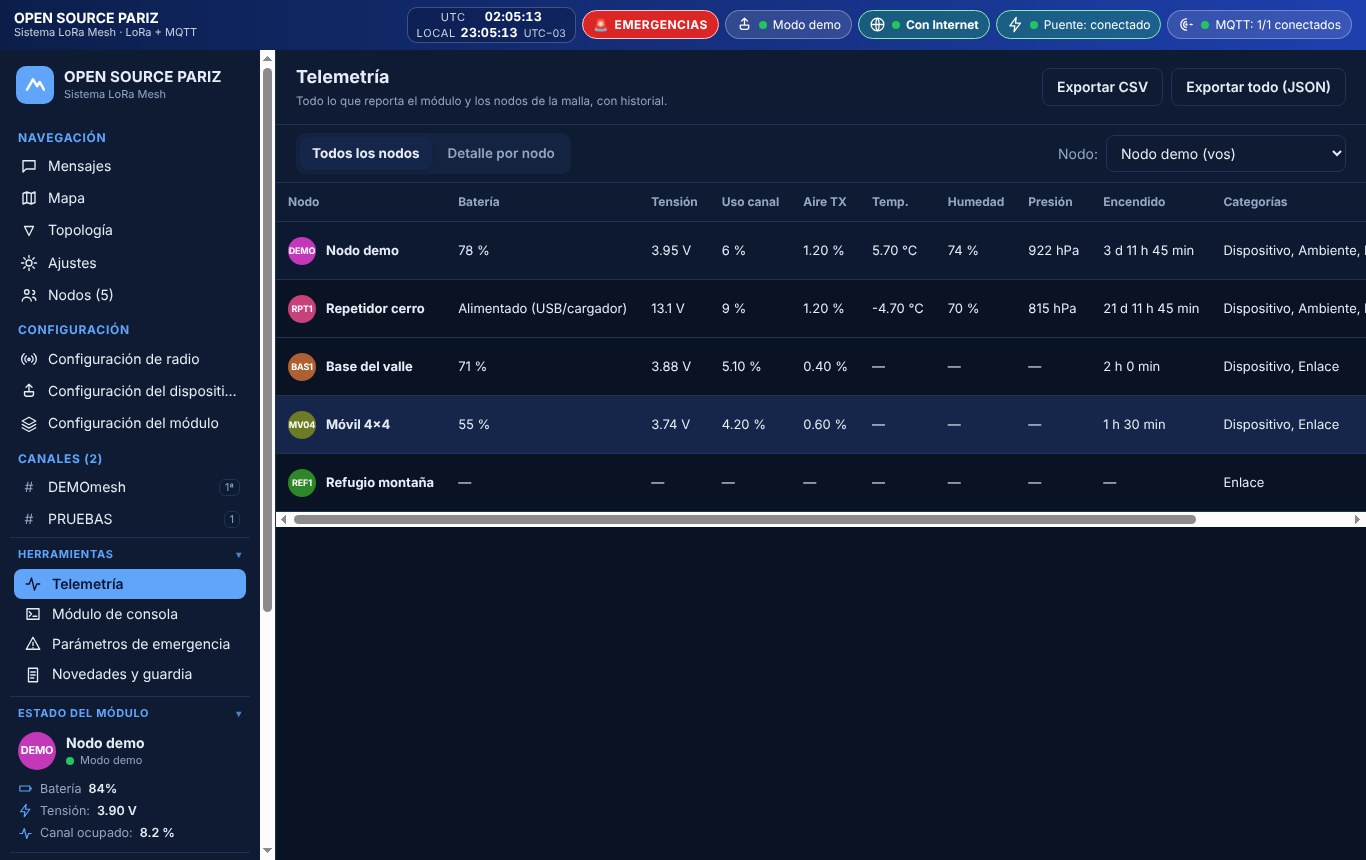 OPEN SOURCE PARIZ
Sistema LoRa Mesh · LoRa + MQTT
UTC 02:05:13
LOCAL 23:05:13 UTC−03
EMERGENCIAS
Modo demo
Con Internet
Puente: conectado
MQTT: 1/1 conectados
OPEN SOURCE PARIZ
Sistema LoRa Mesh
NAVEGACIÓN
Mensajes
Mapa
Topología
Ajustes
Nodos (5)
CONFIGURACIÓN
Configuración de radio
Configuración del dispositi...
Configuración del módulo
CANALES (2)
# DEMOmesh 1ª
# PRUEBAS 1
HERRAMIENTAS
Telemetría
Módulo de consola
Parámetros de emergencia
Novedades y guardia
ESTADO DEL MÓDULO
DEMO Nodo demo
Modo demo
Batería 84%
Tensión: 3.90 V
Canal ocupado: 8.2 %
Telemetría
Todo lo que reporta el módulo y los nodos de la malla, con historial.
Exportar CSV
Exportar todo (JSON)
Todos los nodos
Detalle por nodo
Nodo: Nodo demo (vos)
Nodo Batería Tensión Uso canal Aire TX Temp. Humedad Presión Encendido Categorías
DEMO Nodo demo 78 % 3.95 V 6 % 1.20 % 5.70 °C 74 % 922 hPa 3 d 11 h 45 min Dispositivo, Ambiente,
RPT1 Repetidor cerro Alimentado (USB/cargador) 13.1 V 9 % 1.20 % -4.70 °C 70 % 815 hPa 21 d 11 h 45 min Dispositivo, Ambiente,
BAS1 Base del valle 71 % 3.88 V 5.10 % 0.40 % — — — 2 h 0 min Dispositivo, Enlace
MV04 Móvil 4×4 55 % 3.74 V 4.20 % 0.60 % — — — 1 h 30 min Dispositivo, Enlace
REF1 Refugio montaña — — — — — — — — Enlace